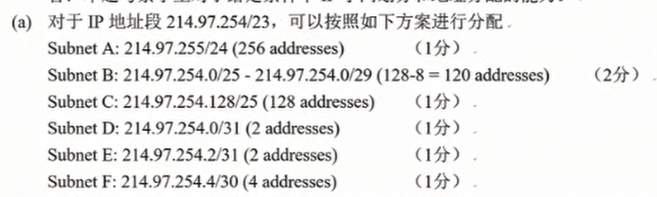 (a) 对于 IP 地址段 214.97.254/23，可以按照如下方案进行分配.
Subnet A: 214.97.255/24 (256 addresses) （1分）
Subnet B: 214.97.254.0/25 - 214.97.254.0/29 (128-8 = 120 addresses) （2分）
Subnet C: 214.97.254.128/25 (128 addresses) （1分）
Subnet D: 214.97.254.0/31 (2 addresses) （1分）
Subnet E: 214.97.254.2/31 (2 addresses) （1分）
Subnet F: 214.97.254.4/30 (4 addresses) （1分）